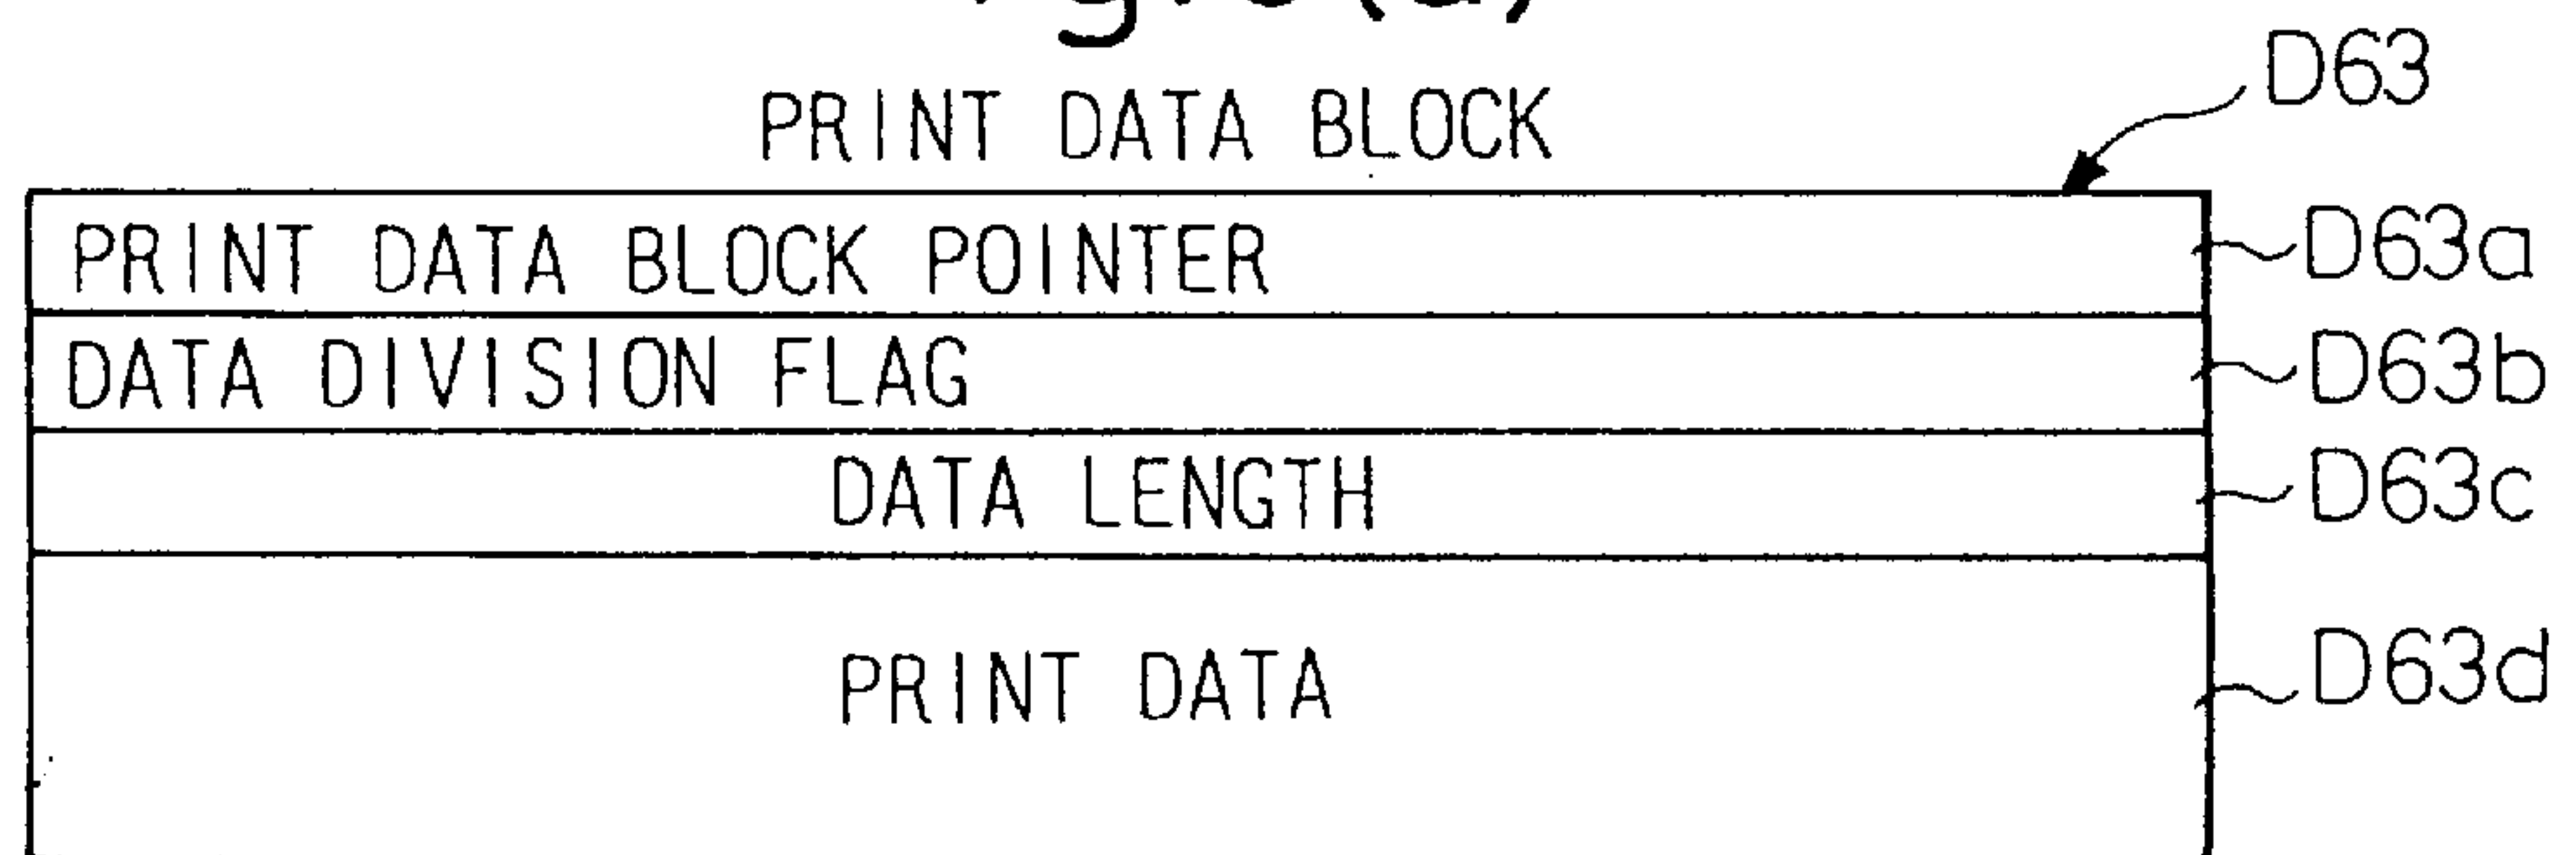 D63
PRINT DATA BLOCK
PRINT DATA BLOCK POINTER D63a
DATA DIVISION FLAG D63b
DATA LENGTH D63c
PRINT DATA D63d